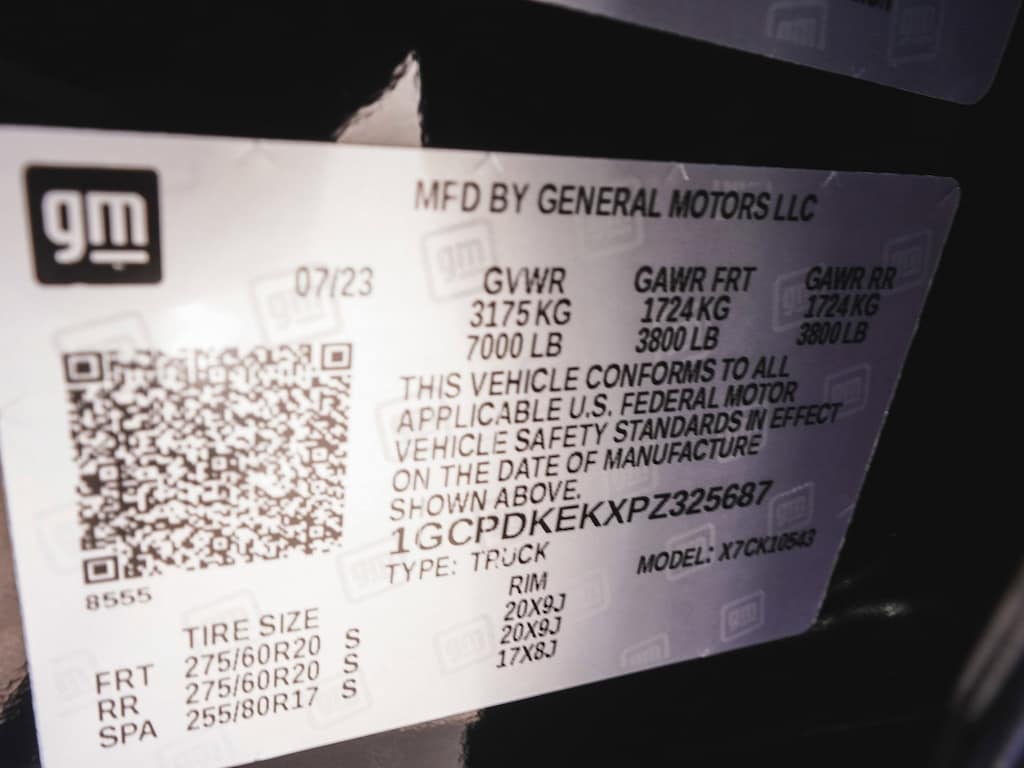 gm
MFD BY GENERAL MOTORS LLC
07/23 GVWR GAWR FRT GAWR RR
3175 KG 1724 KG 1724 KG
7000 LB 3800 LB 3800 LB
THIS VEHICLE CONFORMS TO ALL
APPLICABLE U.S. FEDERAL MOTOR
VEHICLE SAFETY STANDARDS IN EFFECT
ON THE DATE OF MANUFACTURE
SHOWN ABOVE.
1GCPDKEKXPZ325687
TYPE: TRUCK MODEL: X7CK10543
8555
TIRE SIZE RIM
FRT 275/60R20 S 20X9J
RR 275/60R20 S 20X9J
SPA 255/80R17 S 17X8J